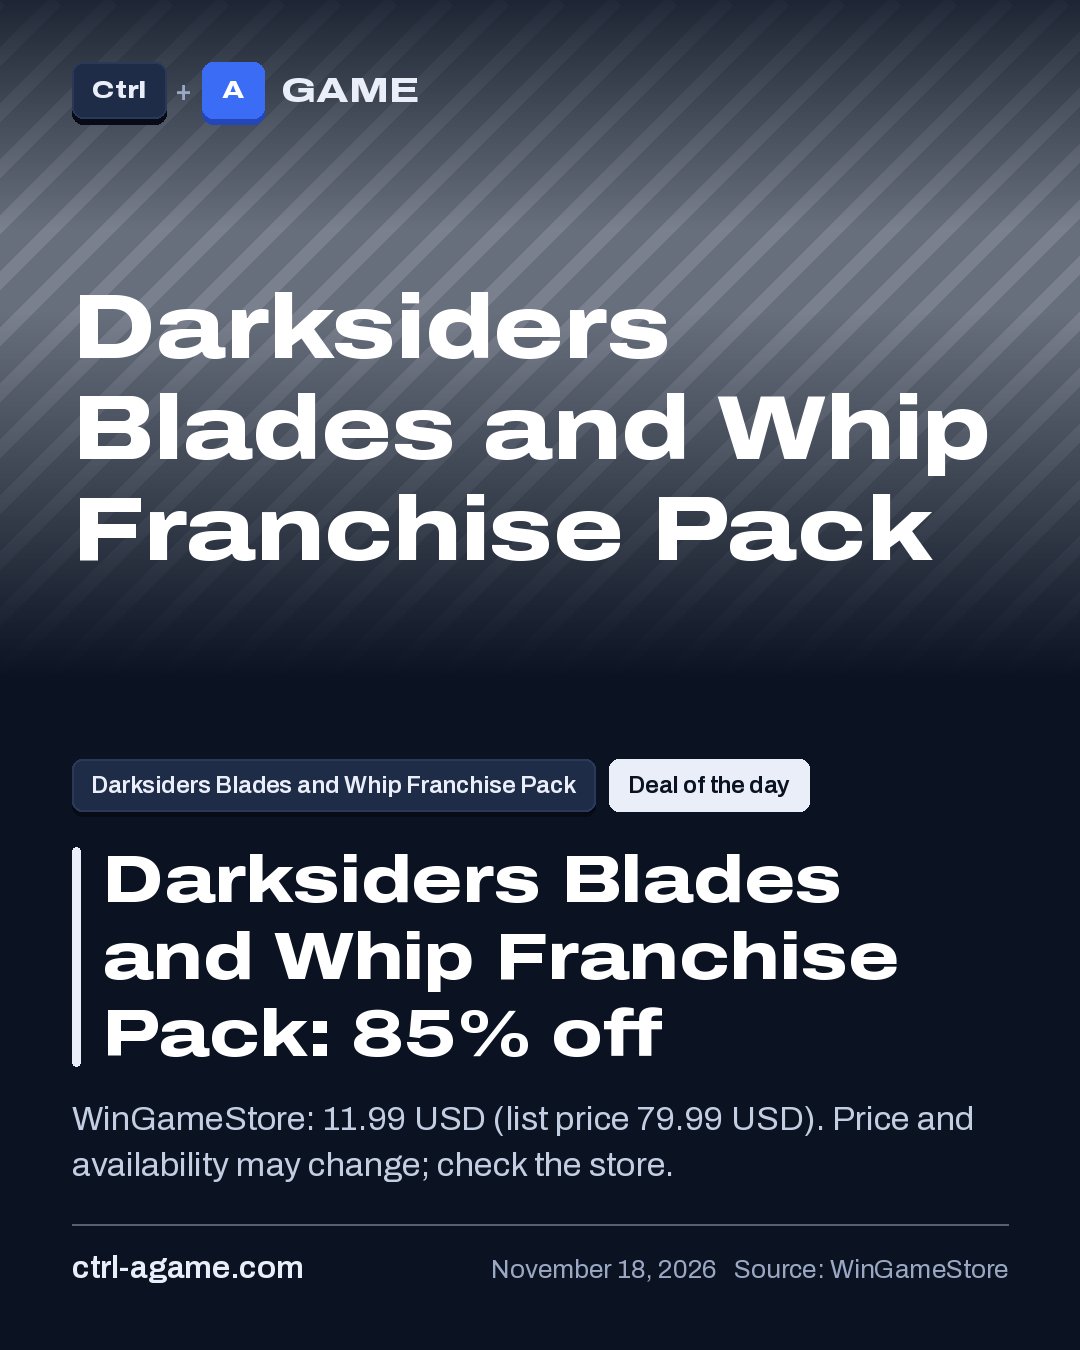 Ctrl + A GAME
Darksiders
Blades and Whip
Franchise Pack
Darksiders Blades and Whip Franchise Pack
Deal of the day
Darksiders Blades
and Whip Franchise
Pack: 85% off
WinGameStore: 11.99 USD (list price 79.99 USD). Price and
availability may change; check the store.
ctrl-agame.com
November 18, 2026 Source: WinGameStore